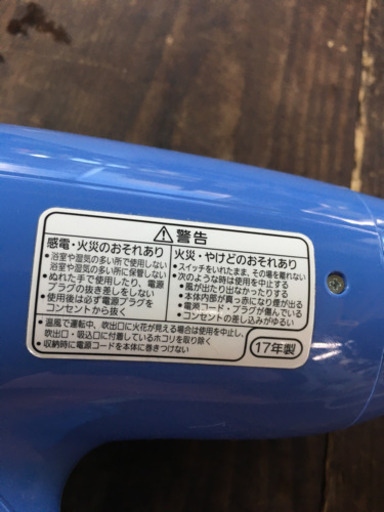 ⚠警告
感電・火災のおそれあり
• 浴室や湿気の多い所で使用しない
浴室や湿気の多い所に保管しない
• ぬれた手で使用したり、電源
プラグの抜き差しをしない
• 使用後は必ず電源プラグを
コンセントから抜く
火災・やけどのおそれあり
• スイッチをいれたまま、その場を離れない
• 次のような時は使用を中止する
• 風が出たり出なかったりする
• 本体内部が真っ赤になり煙が出る
• 電源コード・プラグが傷んでいる
• コンセントの差し込みがゆるい
• 温風で運転中、吹出口に火花が見える場合は使用を中止し、
吹出口・吸込口に付着しているホコリを取り除く
• 収納時に電源コードを本体に巻きつけない
17年製